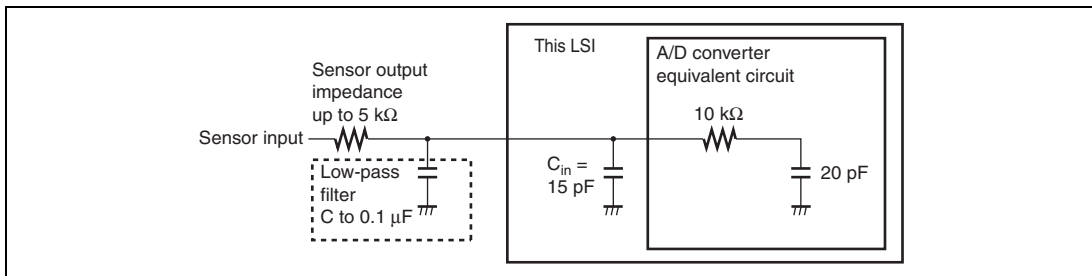 This LSI
A/D converter
equivalent circuit
Sensor output
impedance
up to 5 kΩ
10 kΩ
Sensor input
Low-pass
filter
C to 0.1 μF
Cin =
15 pF
20 pF